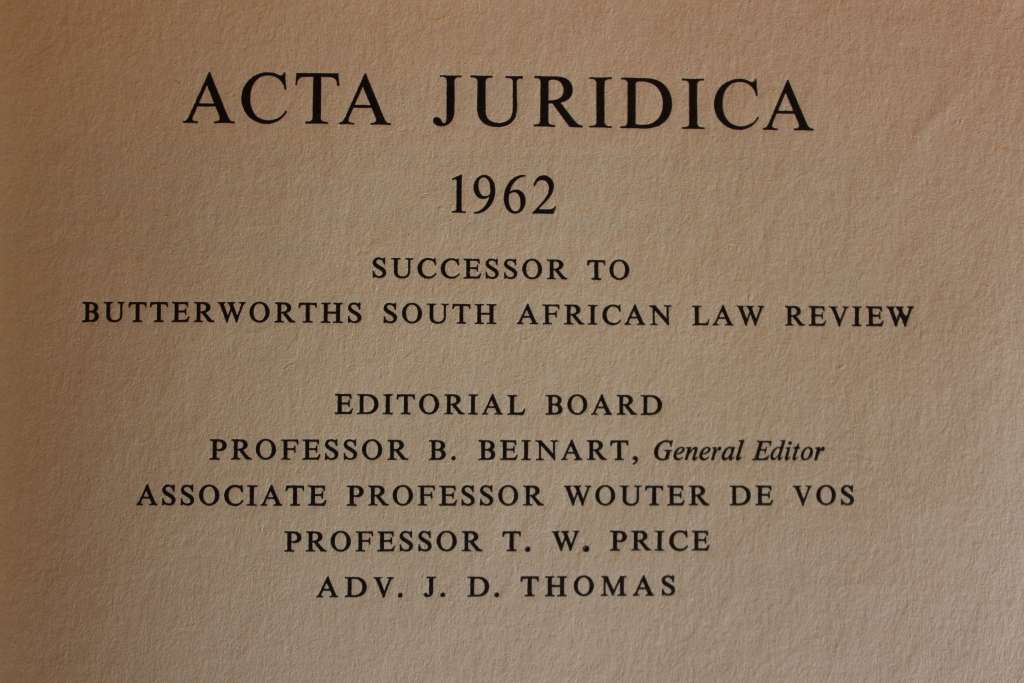 ACTA JURIDICA
1962
SUCCESSOR TO
BUTTERWORTHS SOUTH AFRICAN LAW REVIEW
EDITORIAL BOARD
PROFESSOR B. BEINART, General Editor
ASSOCIATE PROFESSOR WOUTER DE VOS
PROFESSOR T. W. PRICE
ADV. J. D. THOMAS